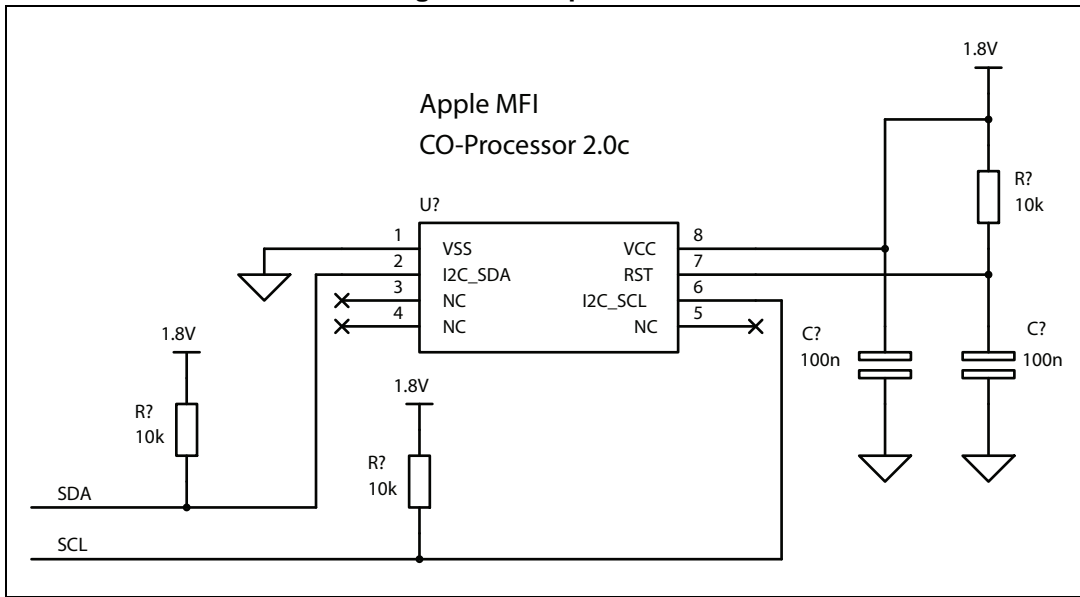 1.8V
Apple MFI
CO-Processor 2.0c
R?
10k
U?
1
VSS
VCC
8
2
I2C_SDA
RST
7
3
NC
I2C_SCL
6
4
NC
NC
5
1.8V
C?
100n
C?
100n
1.8V
R?
10k
R?
10k
SDA
SCL